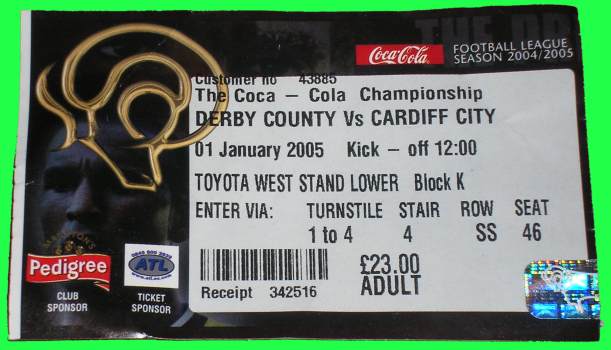 Coca-Cola
FOOTBALL LEAGUE
SEASON 2004/2005
Customer no 43885
The Coca – Cola Championship
DERBY COUNTY Vs CARDIFF CITY
01 January 2005 Kick – off 12:00
TOYOTA WEST STAND LOWER Block K
ENTER VIA: TURNSTILE STAIR ROW SEAT
1 to 4 4 SS 46
£23.00
ADULT
Receipt 342516
MARSTON'S
Pedigree
CLUB
SPONSOR
ATL
TICKET
SPONSOR